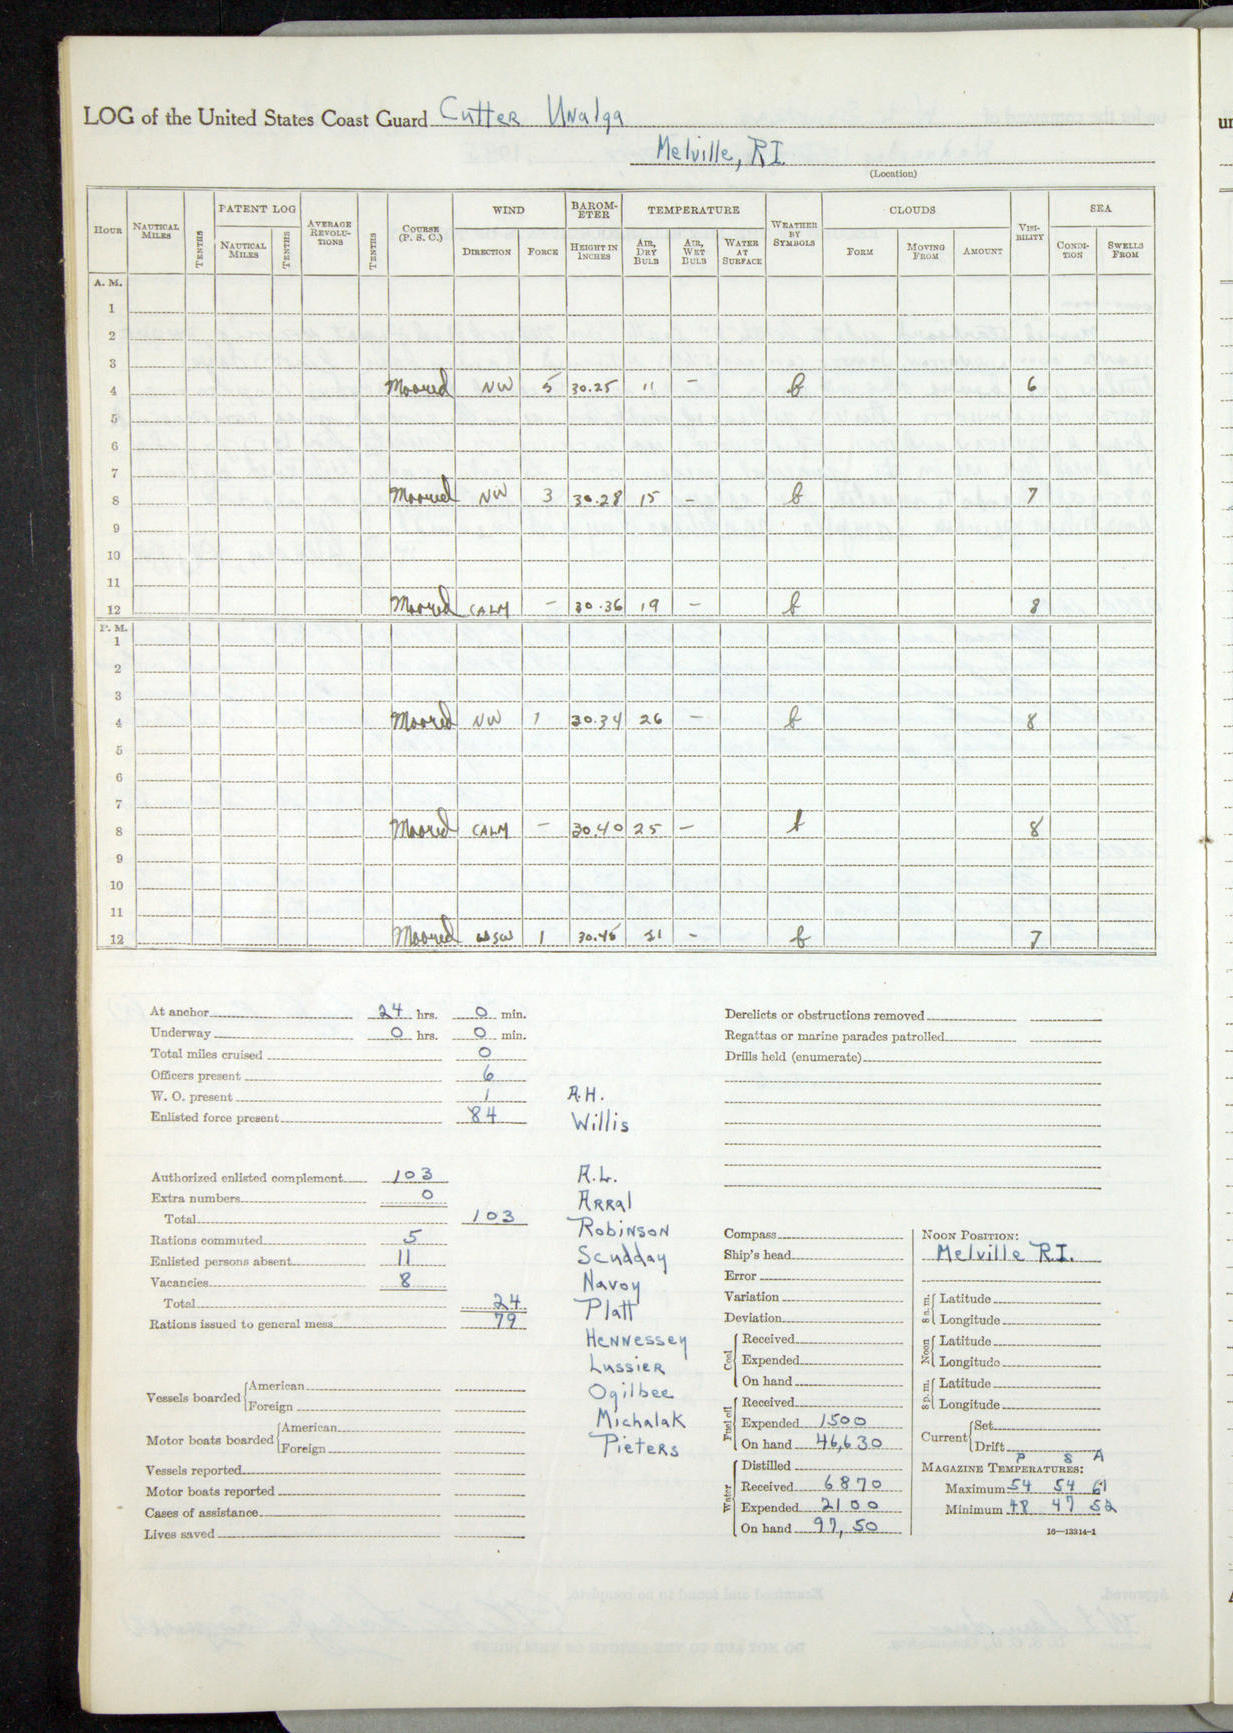 LOG of the United States Coast Guard Cutter Unalga
Melville, RI
(Location)
HOUR NAUTICAL MILES TENTHS PATENT LOG NAUTICAL MILES TENTHS AVERAGE REVOLUTIONS TENTHS COURSE (P. S. C.) WIND DIRECTION FORCE BAROMETER HEIGHT IN INCHES TEMPERATURE AIR, DRY BULB AIR, WET BULB WATER AT SURFACE WEATHER BY SYMBOLS CLOUDS FORM MOVING FROM AMOUNT VISIBILITY SEA CONDITION SWELLS FROM
A. M.
1
2
3
4 Moored NW 5 30.25 11 – b 6
5
6
7
8 Moored NW 3 30.28 15 – b 7
9
10
11
12 Moored CALM – 30.36 19 – b 8
P. M.
1
2
3
4 Moored NW 1 30.34 26 – b 8
5
6
7
8 Moored CALM – 30.40 25 – b 8
9
10
11
12 Moored WSW 1 30.45 21 – b 7
At anchor 24 hrs. 0 min.
Underway 0 hrs. 0 min.
Total miles cruised 0
Officers present 6
W. O. present 1
Enlisted force present 84
Authorized enlisted complement 103
Extra numbers 0
Total 103
Rations commuted 5
Enlisted persons absent 11
Vacancies 8
Total 24
Rations issued to general mess 79
Vessels boarded American
Foreign
Motor boats boarded American
Foreign
Vessels reported
Motor boats reported
Cases of assistance
Lives saved
A.H.
Willis
A.L.
Arral
Robinson
Scudday
Navoy
Platt
Hennessey
Lussier
Ogilbee
Michalak
Pieters
Derelicts or obstructions removed
Regattas or marine parades patrolled
Drills held (enumerate)
Compass
Ship's head
Error
Variation
Deviation
Coal Received
Expended
On hand
Fuel oil Received
Expended 1500
On hand 46,630
Water Distilled
Received 6870
Expended 2100
On hand 97,50
NOON POSITION:
Melville R.I.
8 a. m. Latitude
Longitude
Noon Latitude
Longitude
8 p. m. Latitude
Longitude
Current Set
Drift
P S A
MAGAZINE TEMPERATURES:
Maximum 54 54 61
Minimum 48 47 52
16—13314-1